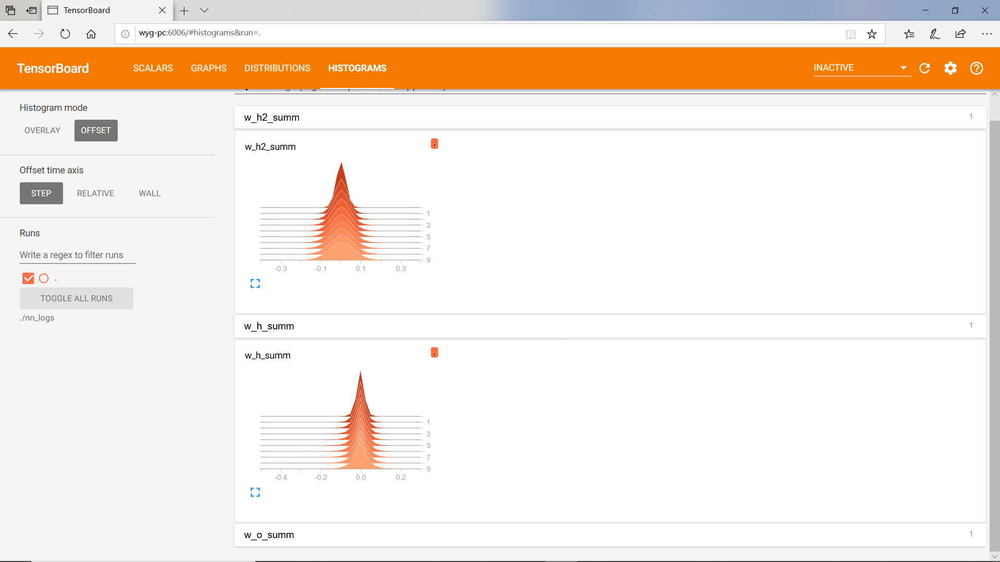 TensorBoard
wyg-pc:6006/#histograms&run=.
TensorBoard
SCALARS
GRAPHS
DISTRIBUTIONS
HISTOGRAMS
INACTIVE
Histogram mode
OVERLAY
OFFSET
Offset time axis
STEP
RELATIVE
WALL
Runs
Write a regex to filter runs
.
TOGGLE ALL RUNS
./nn_logs
w_h2_summ
1
w_h2_summ
.
1
3
5
7
9
-0.3 -0.1 0.1 0.3
w_h_summ
1
w_h_summ
.
1
3
5
7
9
-0.4 -0.2 0.0 0.2
w_o_summ
1